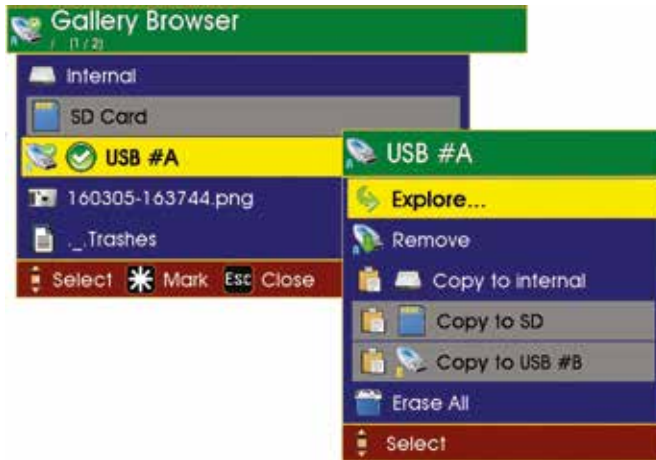 Gallery Browser
/ (1 / 2)
Internal
SD Card
USB #A
160305-163744.png
._.Trashes
Select Mark Esc Close
USB #A
Explore...
Remove
Copy to internal
Copy to SD
Copy to USB #B
Erase All
Select